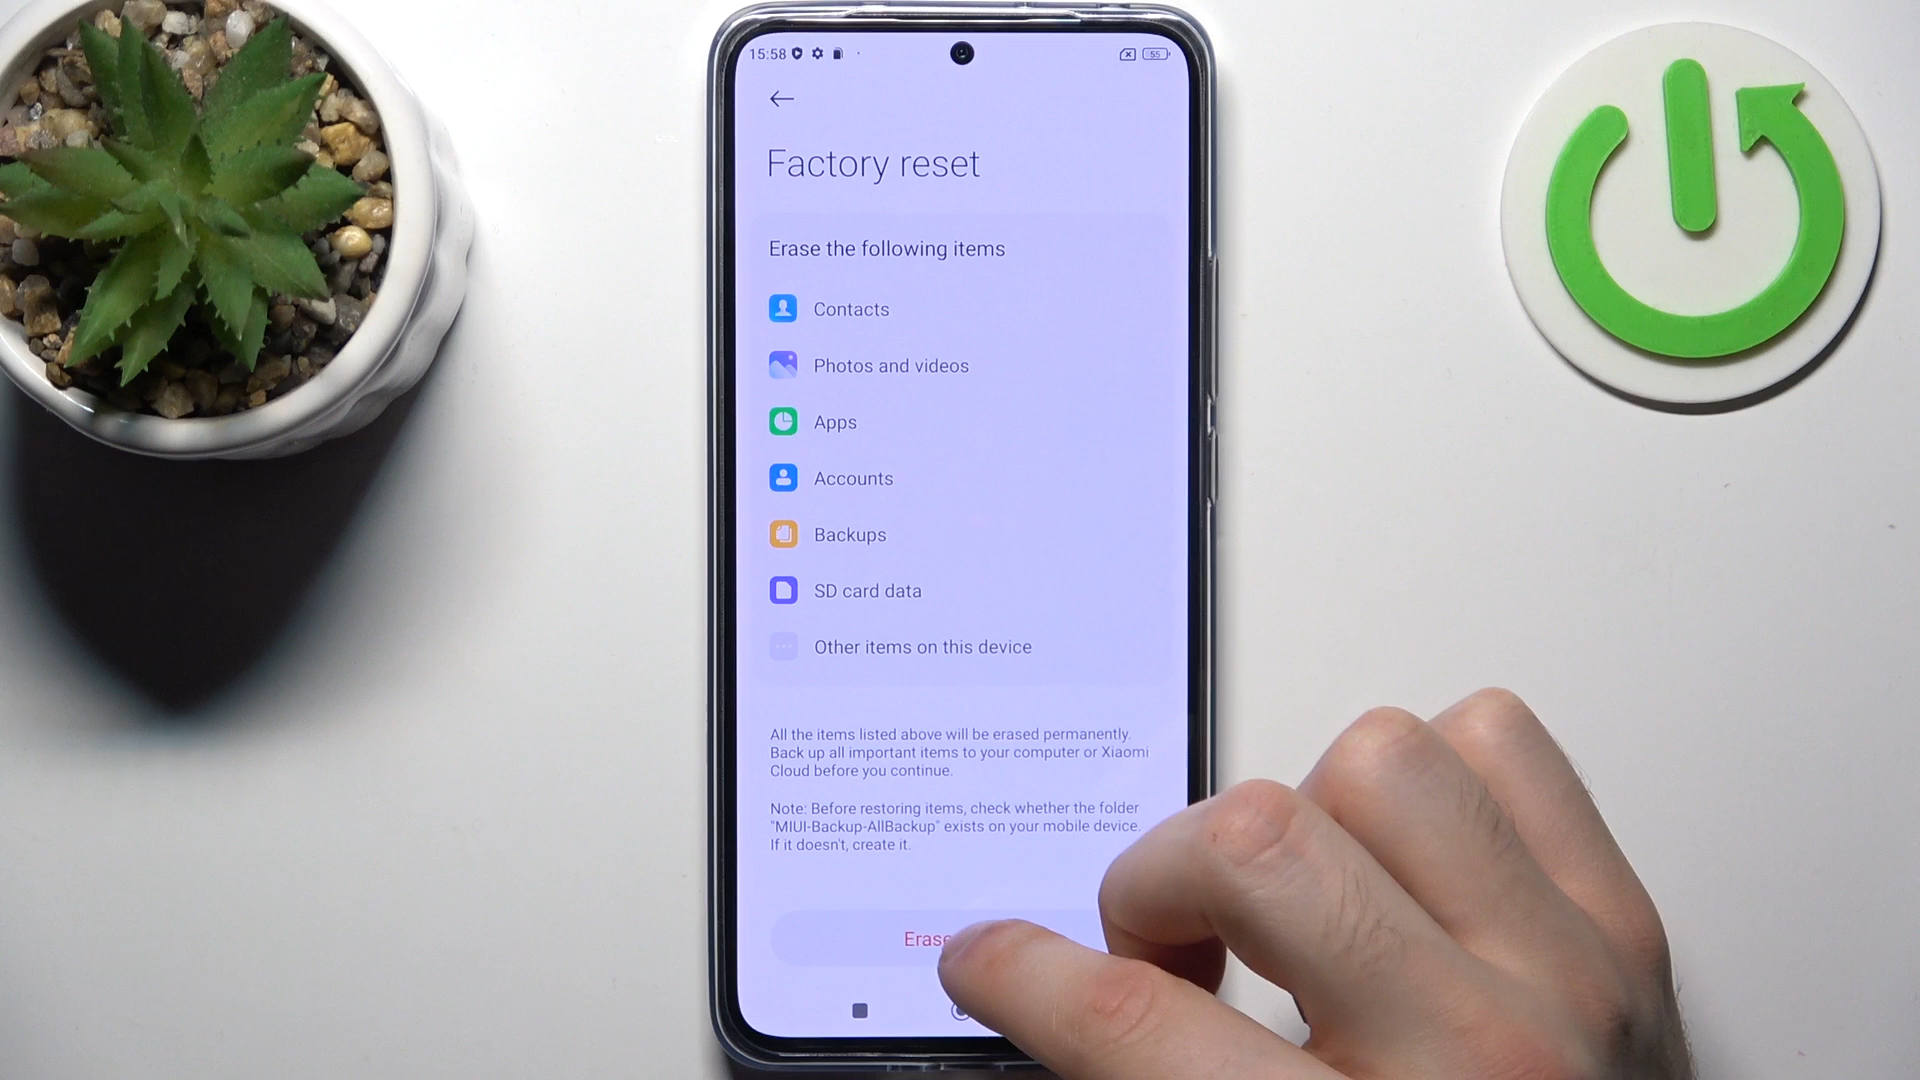 15:58
55
Factory reset
Erase the following items
Contacts
Photos and videos
Apps
Accounts
Backups
SD card data
Other items on this device
All the items listed above will be erased permanently.
Back up all important items to your computer or Xiaomi
Cloud before you continue.
Note: Before restoring items, check whether the folder
"MIUI-Backup-AllBackup" exists on your mobile device.
If it doesn't, create it.
Erase